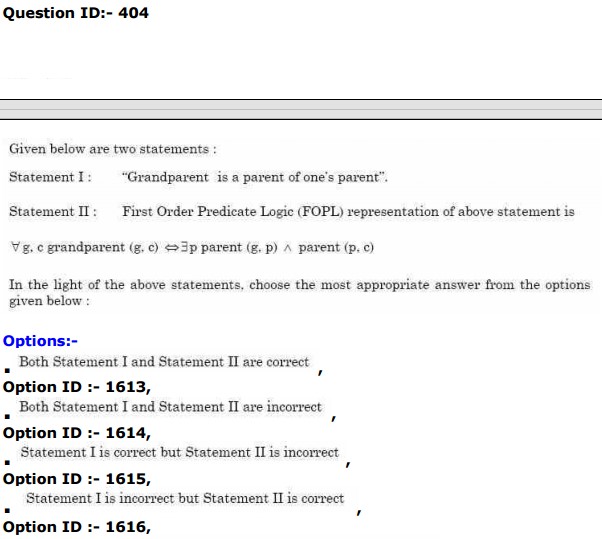 Question ID:- 404
Given below are two statements :
Statement I : "Grandparent is a parent of one's parent".
Statement II : First Order Predicate Logic (FOPL) representation of above statement is
∀ g, c grandparent (g, c) ⇔∃p parent (g, p) ∧ parent (p, c)
In the light of the above statements, choose the most appropriate answer from the options
given below :
Options:-
▪ Both Statement I and Statement II are correct ,
Option ID :- 1613,
▪ Both Statement I and Statement II are incorrect ,
Option ID :- 1614,
▪ Statement I is correct but Statement II is incorrect ,
Option ID :- 1615,
▪ Statement I is incorrect but Statement II is correct ,
Option ID :- 1616,